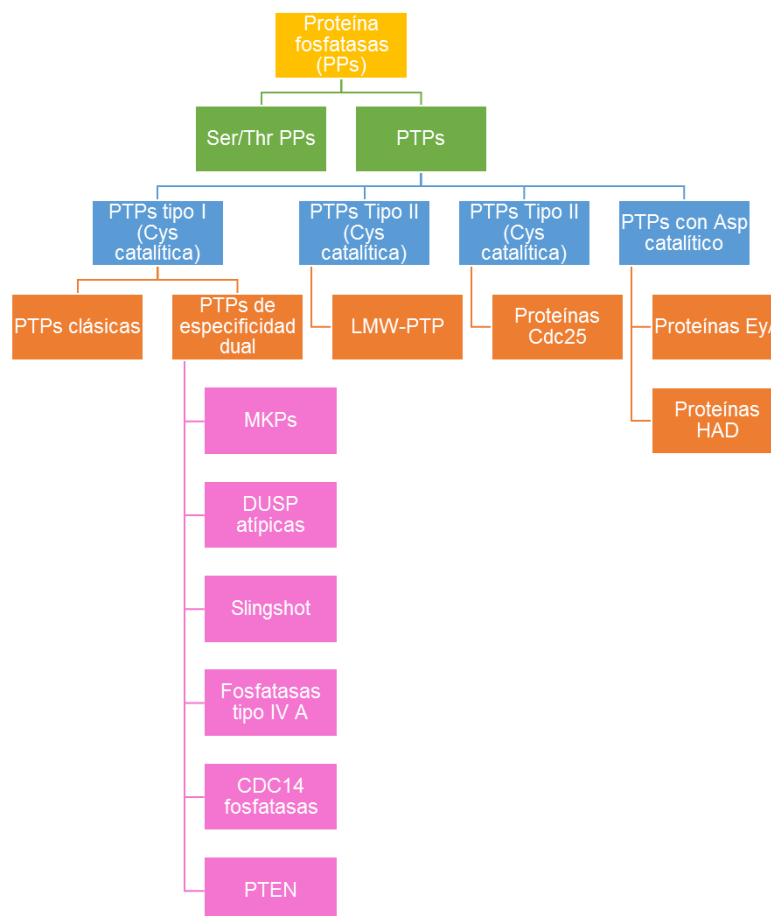 Proteína
fosfatasas
(PPs)
Ser/Thr PPs
PTPs
PTPs tipo I
(Cys
catalítica)
PTPs Tipo II
(Cys
catalítica)
PTPs Tipo II
(Cys
catalítica)
PTPs con Asp
catalítico
PTPs clásicas
PTPs de
especificidad
dual
LMW-PTP
Proteínas
Cdc25
Proteínas EyA
Proteínas
HAD
MKPs
DUSP
atípicas
Slingshot
Fosfatasas
tipo IV A
CDC14
fosfatasas
PTEN